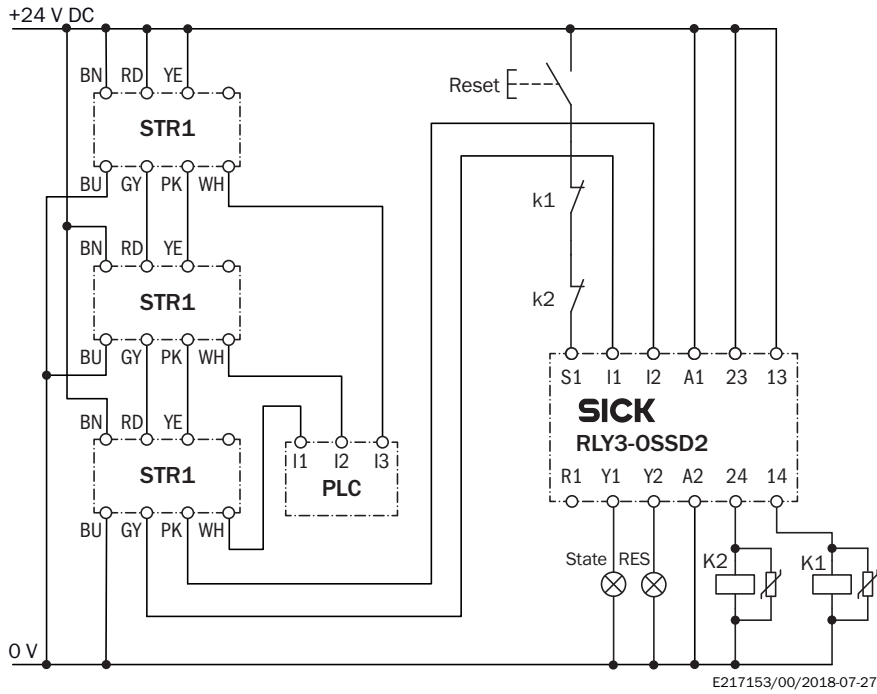 +24 V DC
BN RD YE
STR1
BU GY PK WH
BN RD YE
STR1
BU GY PK WH
BN RD YE
STR1
BU GY PK WH
I1 I2 I3
PLC
Reset
k1
k2
S1 I1 I2 A1 23 13
SICK
RLY3-OSSD2
R1 Y1 Y2 A2 24 14
State RES
K2 K1
0 V
E217153/00/2018-07-27